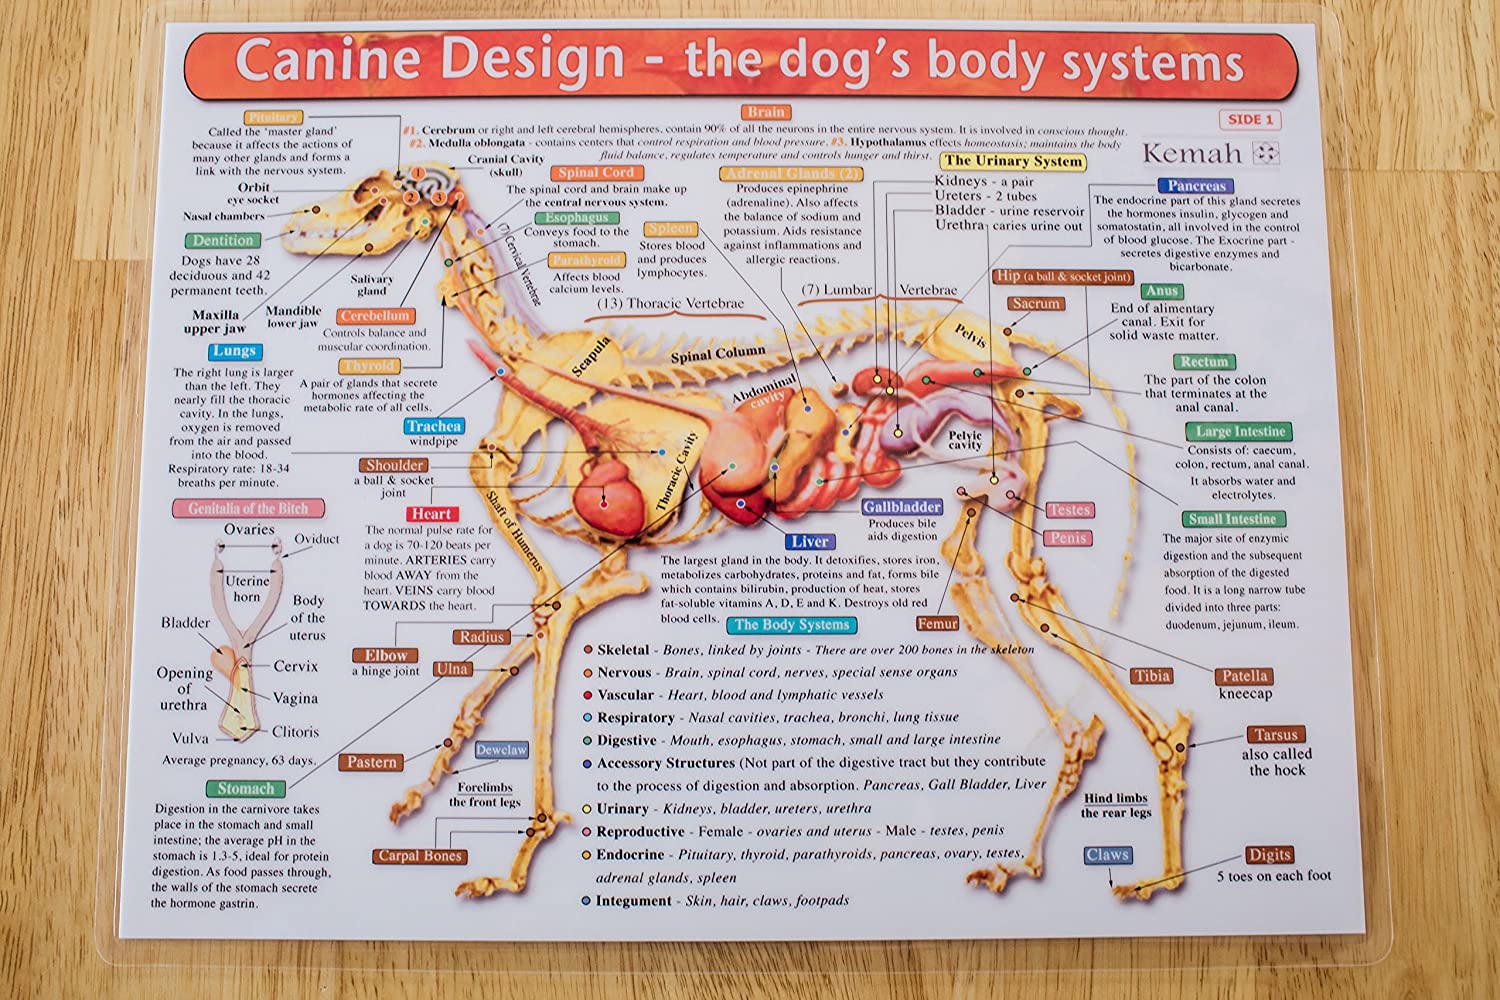 Canine Design - the dog's body systems
SIDE 1
Kemah
Pituitary
Called the 'master gland'
because it affects the actions of
many other glands and forms a
link with the nervous system.
Brain
#1. Cerebrum or right and left cerebral hemispheres, contain 90% of all the neurons in the entire nervous system. It is involved in conscious thought.
#2. Medulla oblongata - contains centers that control respiration and blood pressure. #3. Hypothalamus effects homeostasis; maintains the body
fluid balance, regulates temperature and controls hunger and thirst.
1
2
3
Cranial Cavity
(skull)
Orbit
eye socket
Nasal chambers
Dentition
Dogs have 28
deciduous and 42
permanent teeth.
Maxilla
upper jaw
Mandible
lower jaw
Salivary
gland
Cerebellum
Controls balance and
muscular coordination.
Spinal Cord
The spinal cord and brain make up
the central nervous system.
Esophagus
Conveys food to the
stomach.
Parathyroid
Affects blood
calcium levels.
(7) Cervical Vertebrae
Spleen
Stores blood
and produces
lymphocytes.
Adrenal Glands (2)
Produces epinephrine
(adrenaline). Also affects
the balance of sodium and
potassium. Aids resistance
against inflammations and
allergic reactions.
The Urinary System
Kidneys - a pair
Ureters - 2 tubes
Bladder - urine reservoir
Urethra - caries urine out
Pancreas
The endocrine part of this gland secretes
the hormones insulin, glycogen and
somatostatin, all involved in the control
of blood glucose. The Exocrine part -
secretes digestive enzymes and
bicarbonate.
Hip (a ball & socket joint)
Sacrum
Anus
End of alimentary
canal. Exit for
solid waste matter.
Rectum
The part of the colon
that terminates at the
anal canal.
Large Intestine
Consists of: caecum,
colon, rectum, anal canal.
It absorbs water and
electrolytes.
Small Intestine
The major site of enzymic
digestion and the subsequent
absorption of the digested
food. It is a long narrow tube
divided into three parts:
duodenum, jejunum, ileum.
(13) Thoracic Vertebrae
(7) Lumbar Vertebrae
Pelvis
Scapula
Spinal Column
Abdominal
cavity
Thoracic Cavity
Pelvic
cavity
Shaft of Humerus
Lungs
The right lung is larger
than the left. They
nearly fill the thoracic
cavity. In the lungs,
oxygen is removed
from the air and passed
into the blood.
Respiratory rate: 18-34
breaths per minute.
Thyroid
A pair of glands that secrete
hormones affecting the
metabolic rate of all cells.
Trachea
windpipe
Shoulder
a ball & socket
joint
Heart
The normal pulse rate for
a dog is 70-120 beats per
minute. ARTERIES carry
blood AWAY from the
heart. VEINS carry blood
TOWARDS the heart.
Gallbladder
Produces bile
aids digestion
Liver
The largest gland in the body. It detoxifies, stores iron,
metabolizes carbohydrates, proteins and fat, forms bile
which contains bilirubin, production of heat, stores
fat-soluble vitamins A, D, E and K. Destroys old red
blood cells.
Testes
Penis
Genitalia of the Bitch
Ovaries
Oviduct
Uterine
horn
Body
of the
uterus
Bladder
Cervix
Opening
of
urethra
Vagina
Clitoris
Vulva
Average pregnancy, 63 days.
Stomach
Digestion in the carnivore takes
place in the stomach and small
intestine; the average pH in the
stomach is 1.3-5, ideal for protein
digestion. As food passes through,
the walls of the stomach secrete
the hormone gastrin.
Elbow
a hinge joint
Radius
Ulna
Pastern
Dewclaw
Forelimbs
the front legs
Carpal Bones
The Body Systems
Skeletal - Bones, linked by joints - There are over 200 bones in the skeleton
Nervous - Brain, spinal cord, nerves, special sense organs
Vascular - Heart, blood and lymphatic vessels
Respiratory - Nasal cavities, trachea, bronchi, lung tissue
Digestive - Mouth, esophagus, stomach, small and large intestine
Accessory Structures (Not part of the digestive tract but they contribute
to the process of digestion and absorption. Pancreas, Gall Bladder, Liver
Urinary - Kidneys, bladder, ureters, urethra
Reproductive - Female - ovaries and uterus - Male - testes, penis
Endocrine - Pituitary, thyroid, parathyroids, pancreas, ovary, testes,
adrenal glands, spleen
Integument - Skin, hair, claws, footpads
Femur
Tibia
Patella
kneecap
Tarsus
also called
the hock
Hind limbs
the rear legs
Claws
Digits
5 toes on each foot